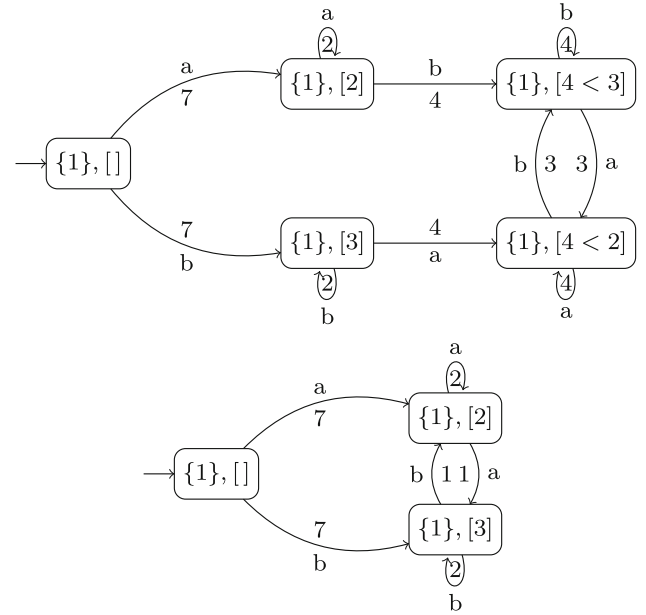 a b
2 4
a {1}, [2] b {1}, [4 < 3]
7 4
{1}, [ ] b 3 3 a
7 4
b {1}, [3] a {1}, [4 < 2]
2 4
b a
a
2
a {1}, [2]
7
{1}, [ ] b 1 1 a
7
b {1}, [3]
2
b